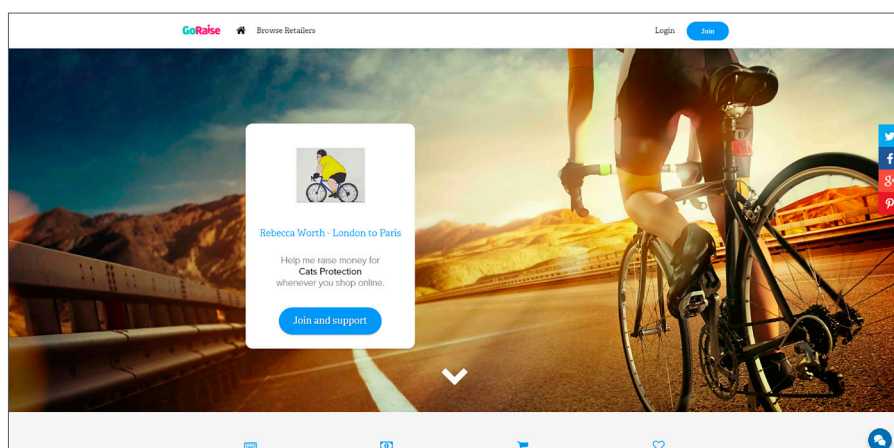 GoRaise
Browse Retailers
Login
Join
Rebecca Worth - London to Paris
Help me raise money for
Cats Protection
whenever you shop online.
Join and support